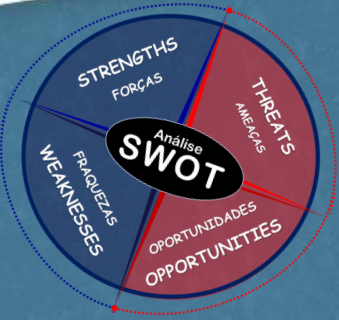 STRENGTHS
FORÇAS
THREATS
AMEAÇAS
Análise
SWOT
FRAQUEZAS
WEAKNESSES
OPORTUNIDADES
OPPORTUNITIES